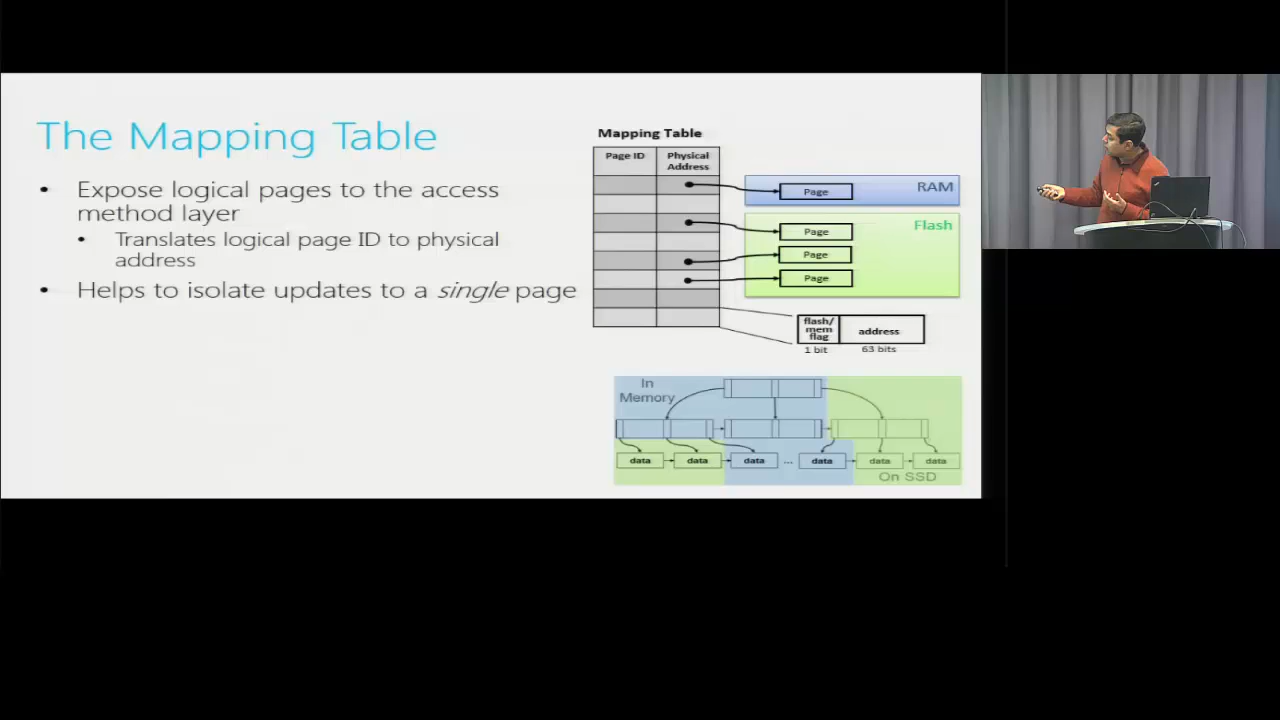 The Mapping Table
• Expose logical pages to the access
method layer
• Translates logical page ID to physical
address
• Helps to isolate updates to a single page
Mapping Table
Page ID
Physical
Address
Page
RAM
Page
Flash
Page
Page
flash/
mem
flag
address
1 bit
63 bits
In
Memory
data
data
data
...
data
data
data
On SSD